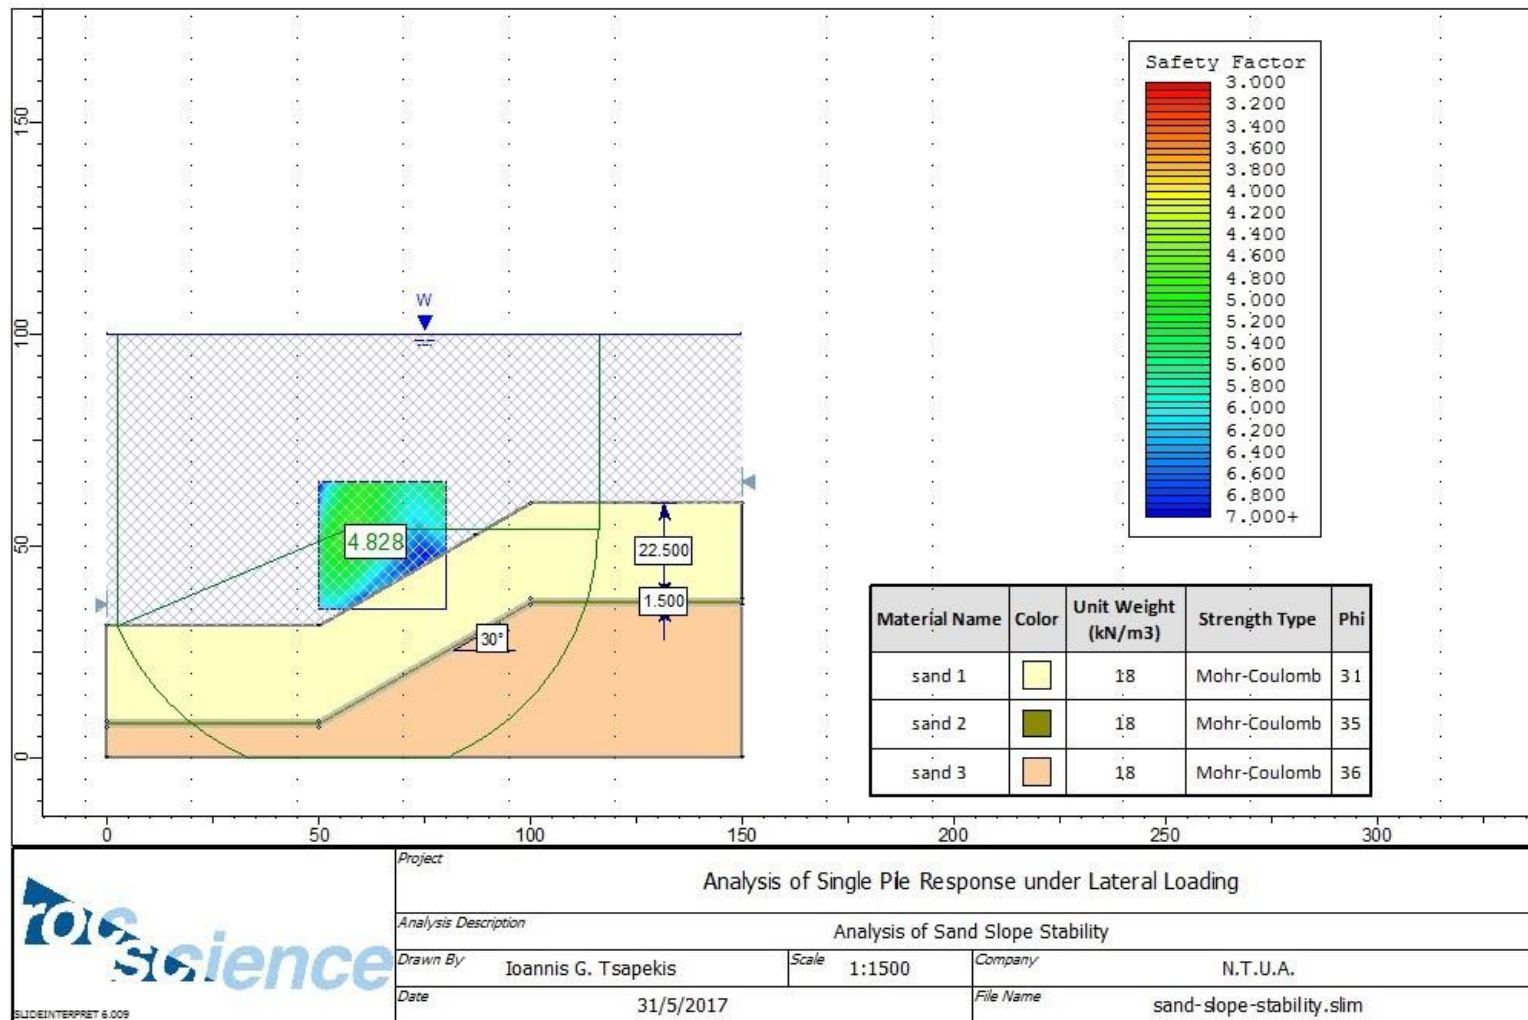 Safety Factor
3.000
3.200
3.400
3.600
3.800
4.000
4.200
4.400
4.600
4.800
5.000
5.200
5.400
5.600
5.800
6.000
6.200
6.400
6.600
6.800
7.000+
150
100
50
0
W
4.828
22.500
1.500
30°
Material Name Color Unit Weight (kN/m3) Strength Type Phi
sand 1 18 Mohr-Coulomb 31
sand 2 18 Mohr-Coulomb 35
sand 3 18 Mohr-Coulomb 36
0 50 100 150 200 250 300
rocscience
SLIDEINTERPRET 6.009
Project
Analysis of Single Pile Response under Lateral Loading
Analysis Description
Analysis of Sand Slope Stability
Drawn By Ioannis G. Tsapekis Scale 1:1500 Company N.T.U.A.
Date 31/5/2017 File Name sand-slope-stability.slim